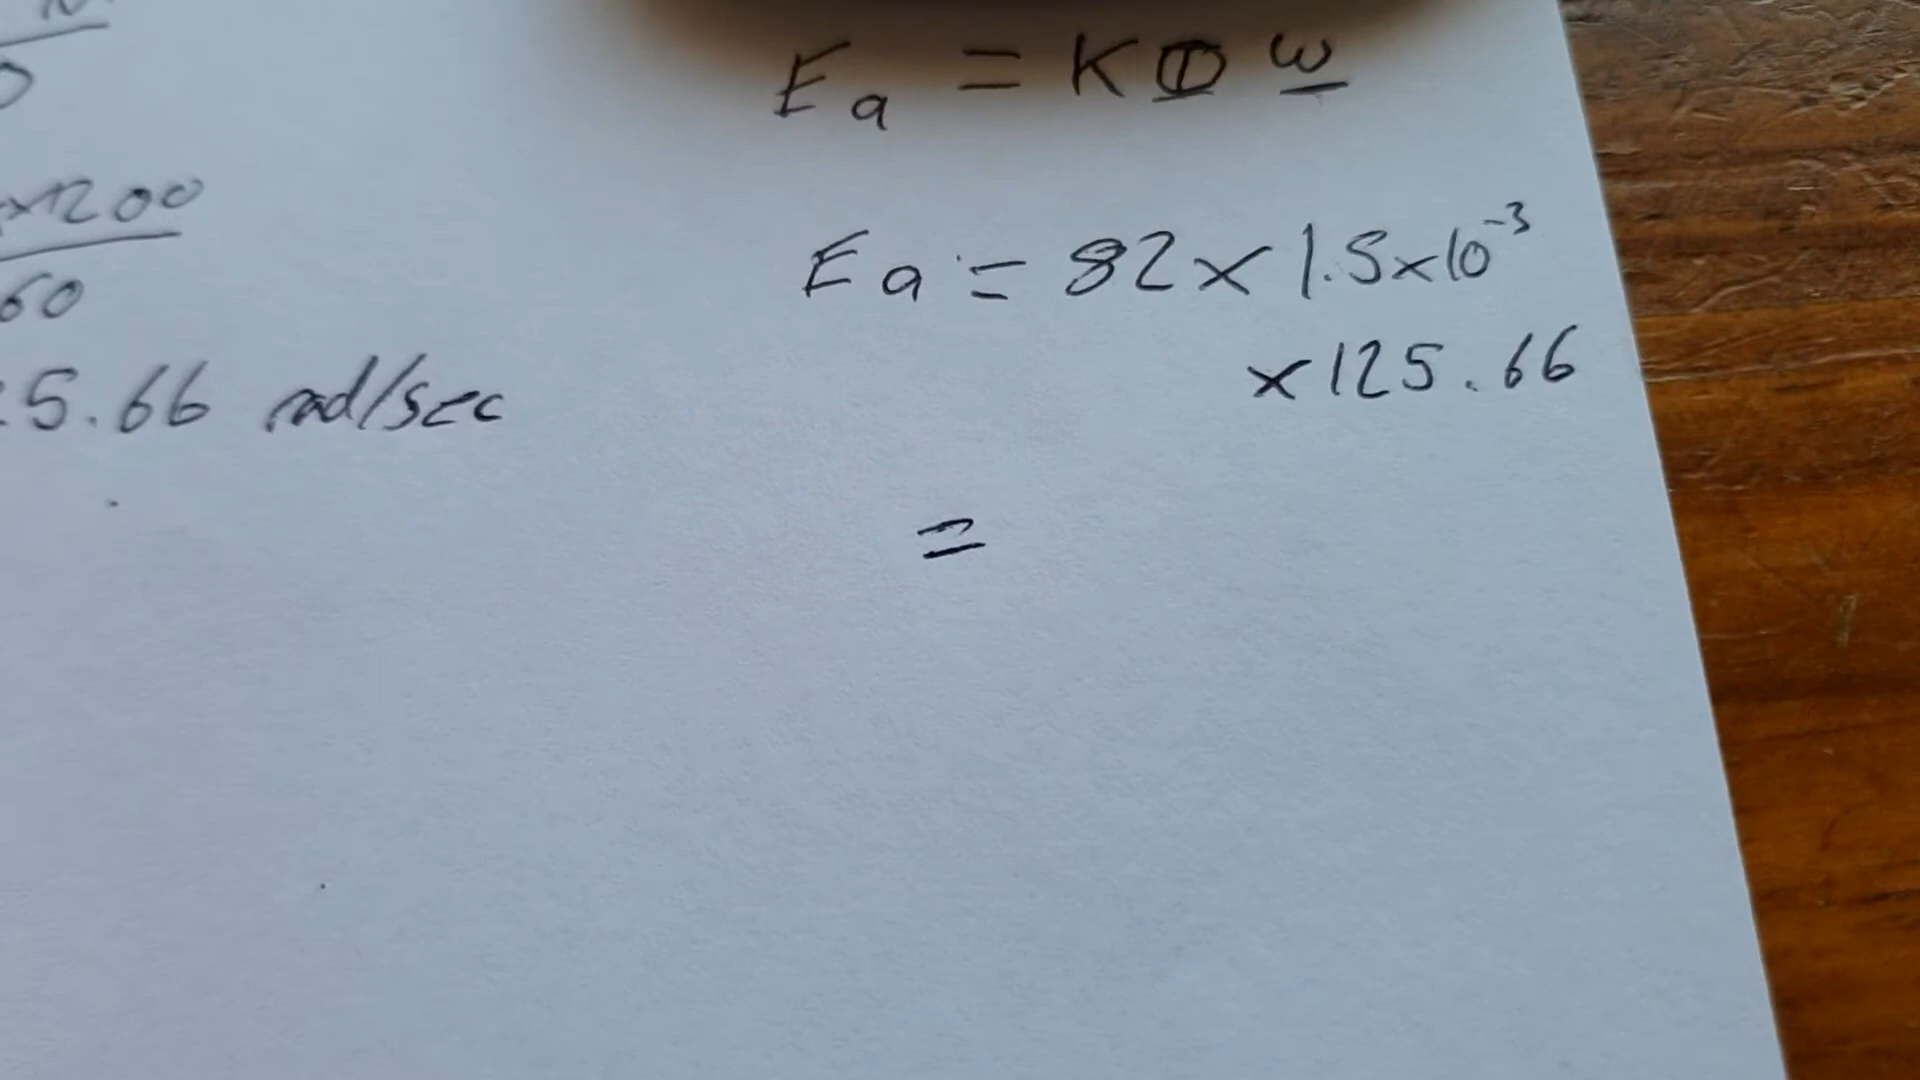 Ea = KΦω
×1200
60
Ea = 82×1.5×10⁻³
×125.66
5.66 rad/sec
=